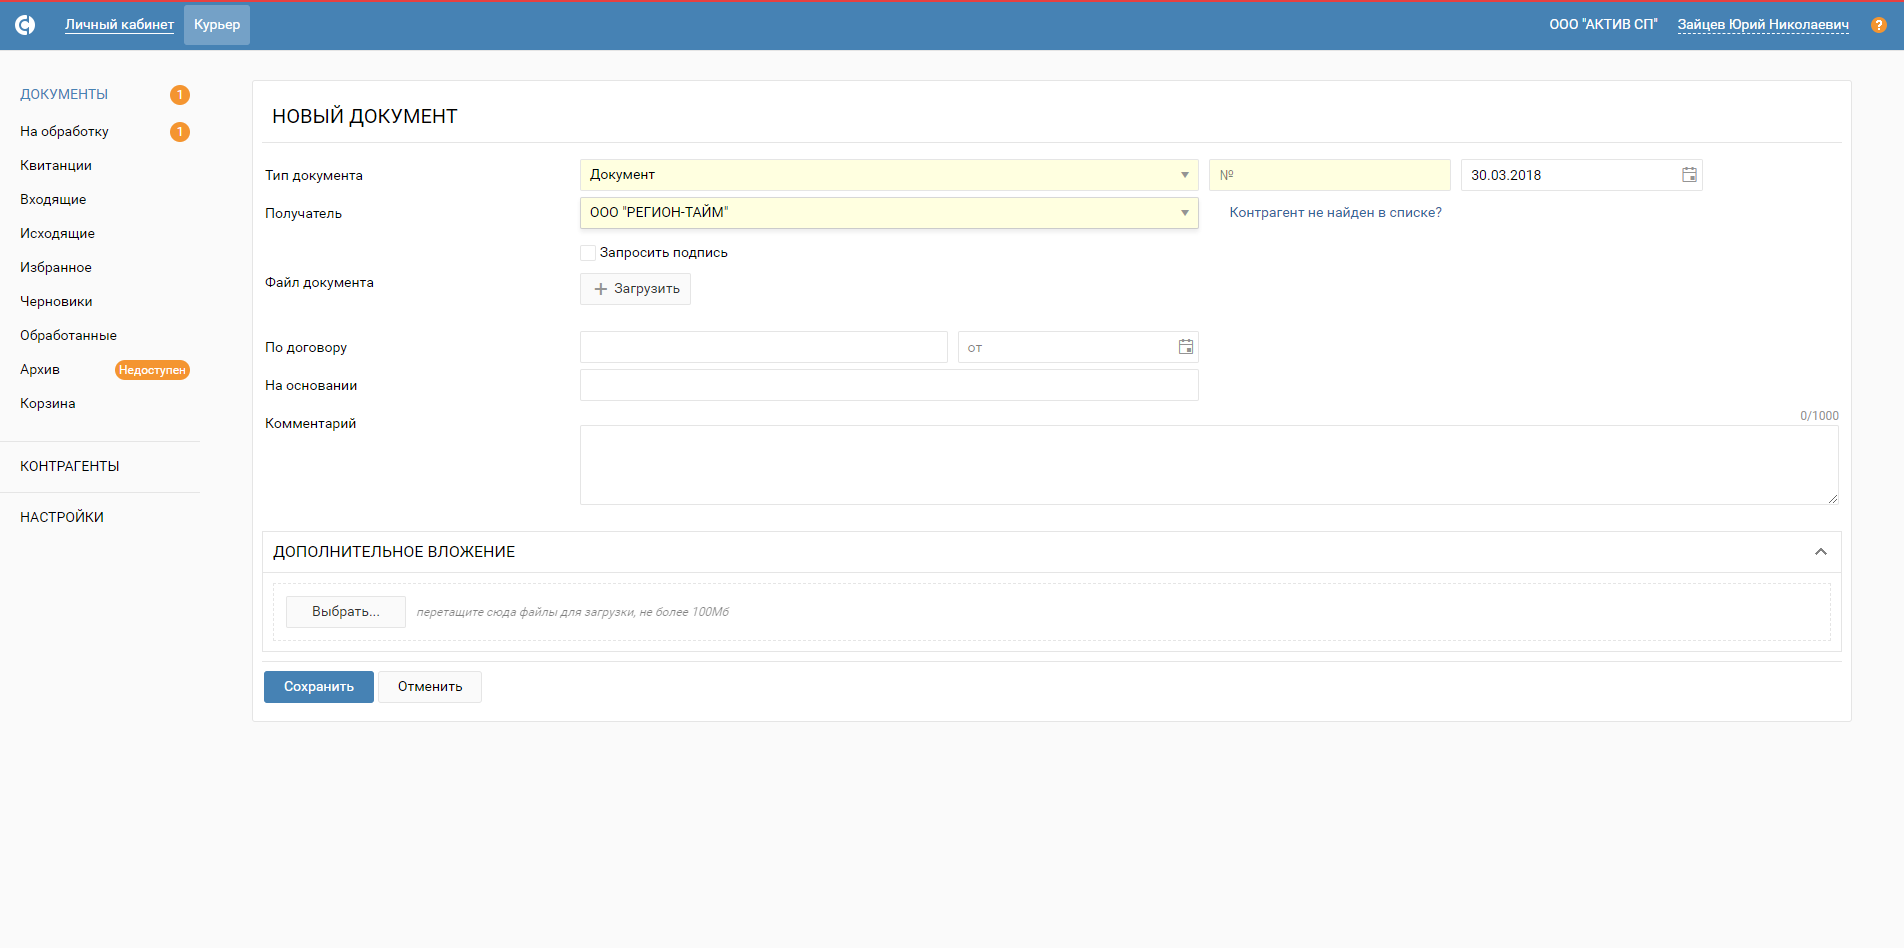 Личный кабинет Курьер ООО "АКТИВ СП" Зайцев Юрий Николаевич ?
ДОКУМЕНТЫ 1
На обработку 1
Квитанции
Входящие
Исходящие
Избранное
Черновики
Обработанные
Архив Недоступен
Корзина
КОНТРАГЕНТЫ
НАСТРОЙКИ
НОВЫЙ ДОКУМЕНТ
Тип документа Документ № 30.03.2018
Получатель ООО "РЕГИОН-ТАЙМ" Контрагент не найден в списке?
Запросить подпись
Файл документа Загрузить
По договору от
На основании
Комментарий 0/1000
ДОПОЛНИТЕЛЬНОЕ ВЛОЖЕНИЕ
Выбрать... перетащите сюда файлы для загрузки, не более 100Мб
Сохранить Отменить